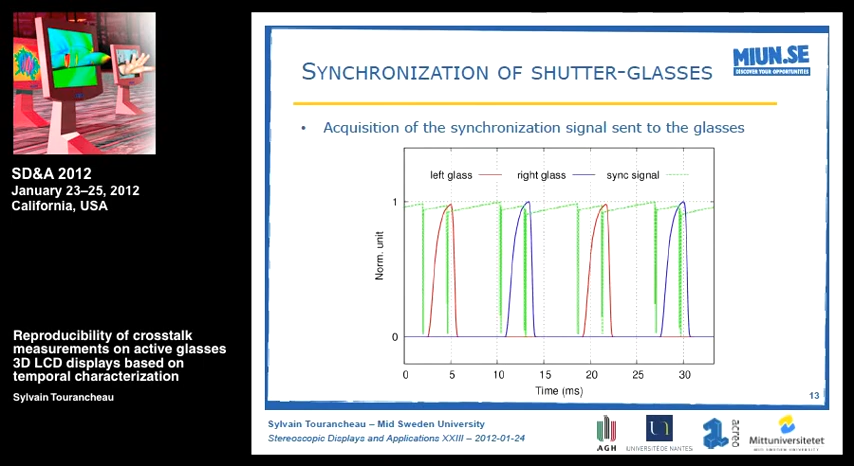 SD&A 2012
January 23–25, 2012
California, USA
Reproducibility of crosstalk
measurements on active glasses
3D LCD displays based on
temporal characterization
Sylvain Tourancheau
SYNCHRONIZATION OF SHUTTER-GLASSES
MIUN.SE
DISCOVER YOUR OPPORTUNITIES
• Acquisition of the synchronization signal sent to the glasses
left glass right glass sync signal
1
Norm. unit
0
0 5 10 15 20 25 30
Time (ms)
13
Sylvain Tourancheau – Mid Sweden University
Stereoscopic Displays and Applications XXIII – 2012-01-24
AGH
UNIVERSITÉ DE NANTES
acreo
Mittuniversitetet
MID SWEDEN UNIVERSITY